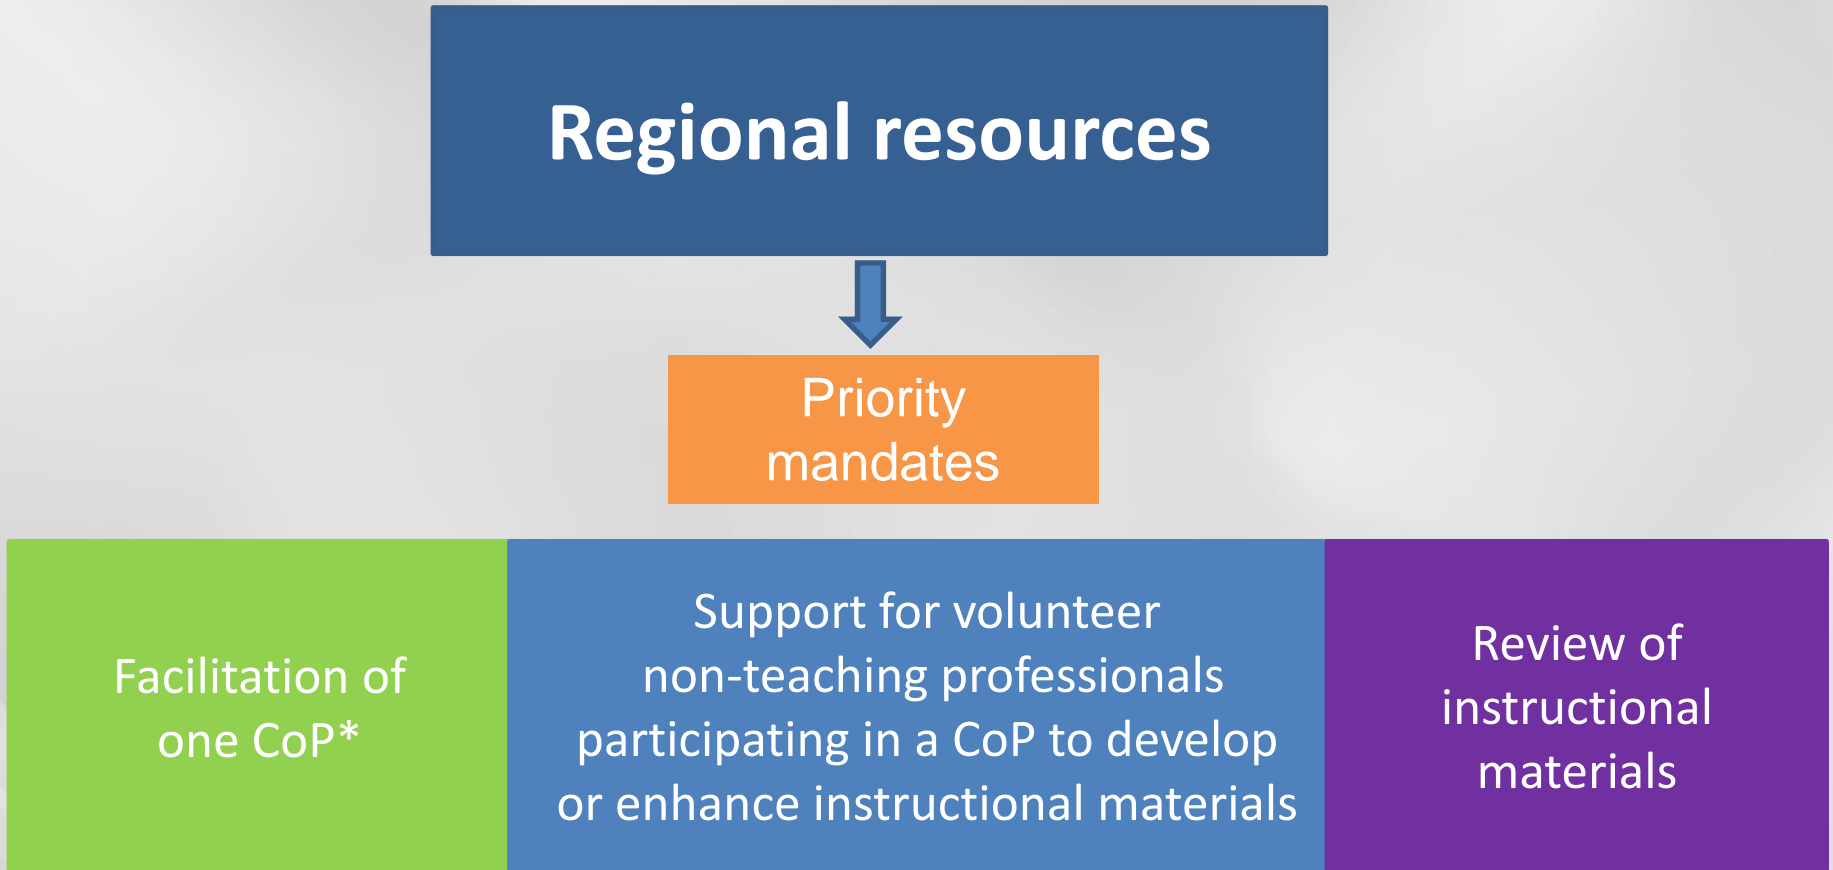 Regional resources
Priority
mandates
Facilitation of
one CoP*
Support for volunteer
non-teaching professionals
participating in a CoP to develop
or enhance instructional materials
Review of
instructional
materials